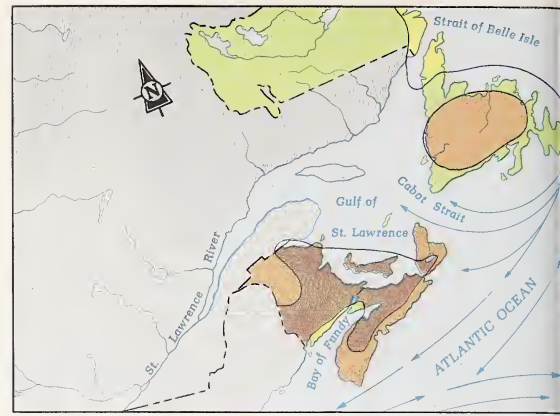 Strait of Belle Isle
N
Cabot Strait
Gulf of
St. Lawrence
St. Lawrence River
Bay of Fundy
ATLANTIC OCEAN